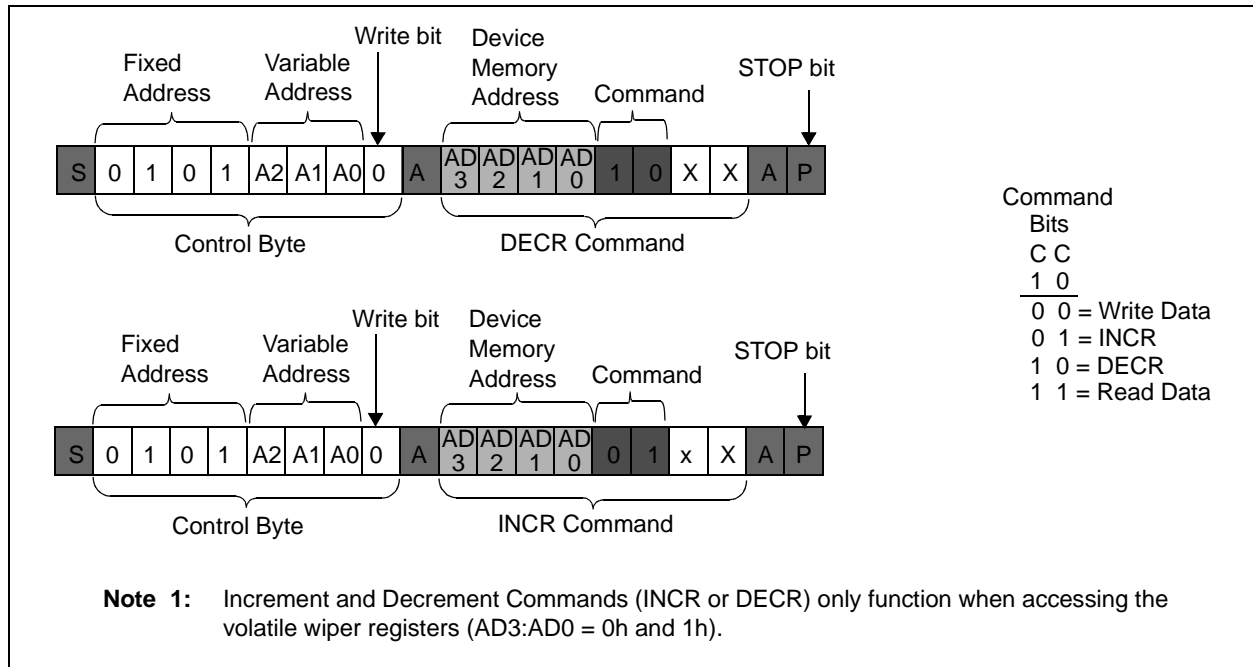 Write bit
Fixed Address
Variable Address
Device Memory Address
Command
STOP bit
S 0 1 0 1 A2 A1 A0 0 A AD3 AD2 AD1 AD0 1 0 X X A P
Control Byte
DECR Command
Write bit
Fixed Address
Variable Address
Device Memory Address
Command
STOP bit
S 0 1 0 1 A2 A1 A0 0 A AD3 AD2 AD1 AD0 0 1 x X A P
Control Byte
INCR Command
Command
Bits
C C
1 0
0 0 = Write Data
0 1 = INCR
1 0 = DECR
1 1 = Read Data
Note 1: Increment and Decrement Commands (INCR or DECR) only function when accessing the
volatile wiper registers (AD3:AD0 = 0h and 1h).